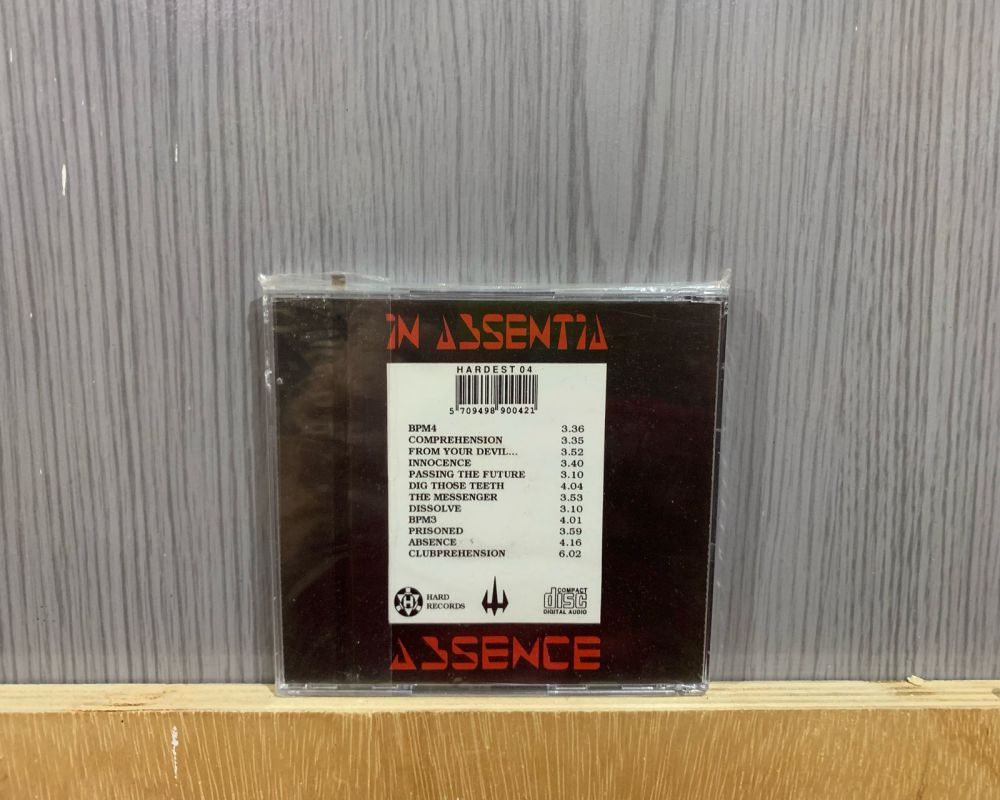 IN ABSENTIA
HARDEST 04
5 709498 900421
BPM4 3.36
COMPREHENSION 3.35
FROM YOUR DEVIL... 3.52
INNOCENCE 3.40
PASSING THE FUTURE 3.10
DIG THOSE TEETH 4.04
THE MESSENGER 3.53
DISSOLVE 3.10
BPM3 4.01
PRISONED 3.59
ABSENCE 4.16
CLUBPREHENSION 6.02
H
HARD
RECORDS
COMPACT
disc
DIGITAL AUDIO
ABSENCE